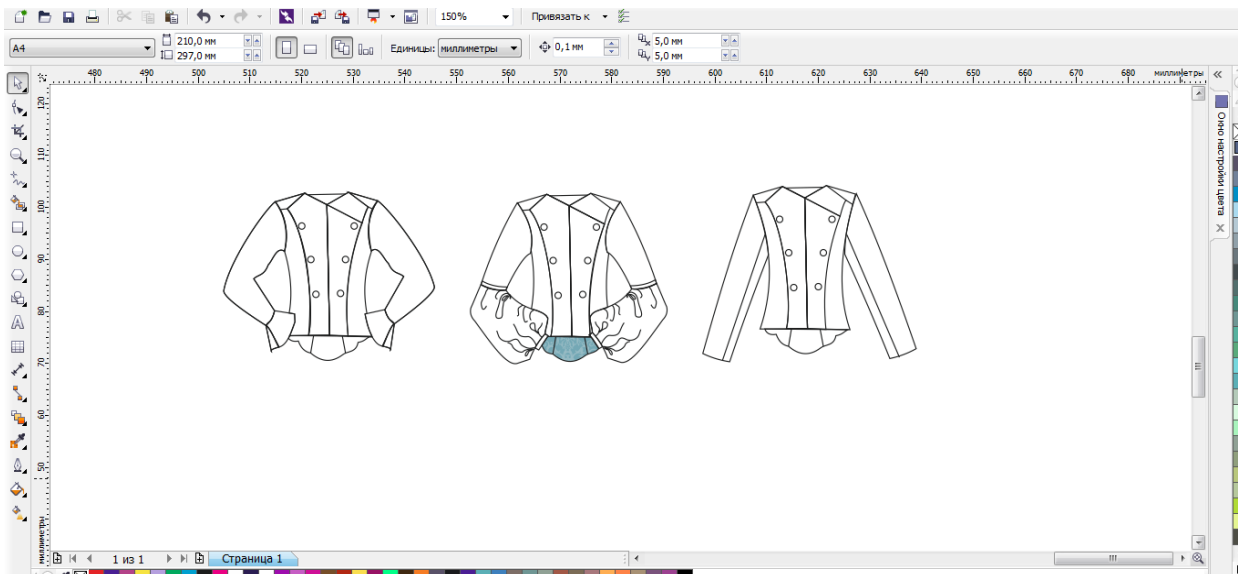 150% Привязать к
A4 210,0 мм 297,0 мм Единицы: миллиметры 0,1 мм 5,0 мм 5,0 мм
480 490 500 510 520 530 540 550 560 570 580 590 600 610 620 630 640 650 660 670 680 миллиметры
120
110
100
90
80
70
60
50
миллиметры
Окно настройки цвета
1 из 1 Страница 1